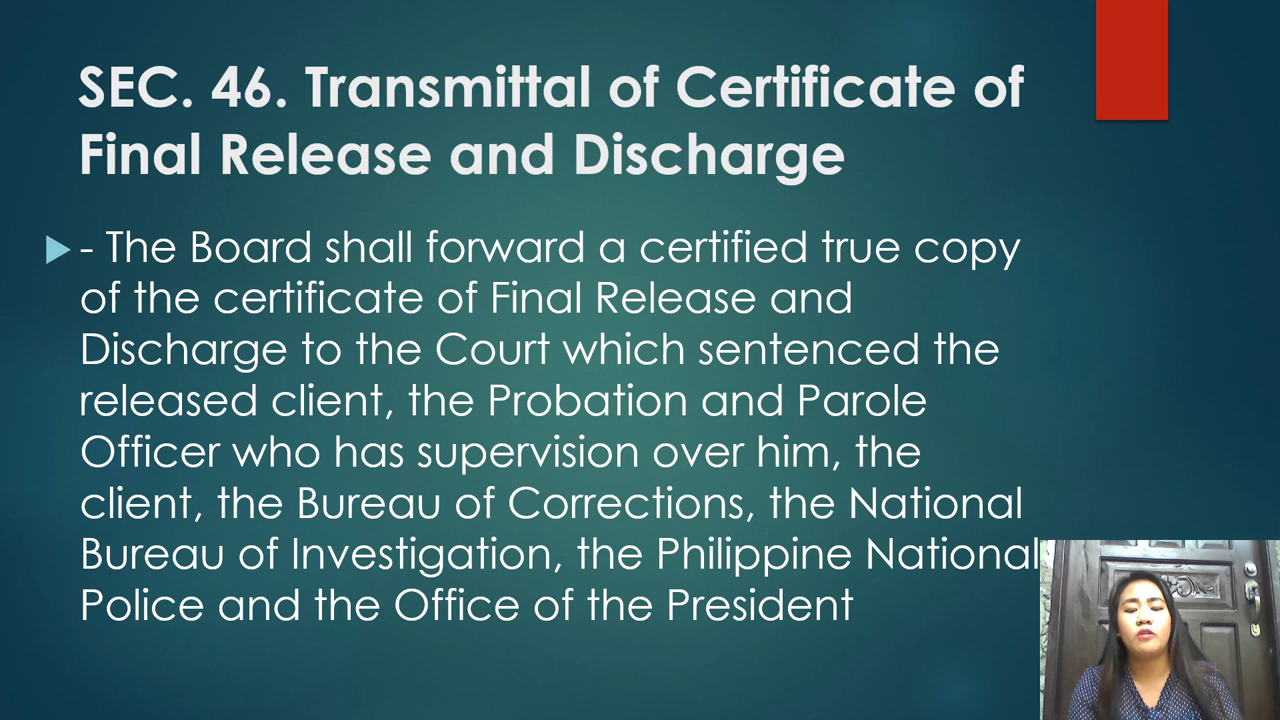 SEC. 46. Transmittal of Certificate of
Final Release and Discharge
- The Board shall forward a certified true copy
of the certificate of Final Release and
Discharge to the Court which sentenced the
released client, the Probation and Parole
Officer who has supervision over him, the
client, the Bureau of Corrections, the National
Bureau of Investigation, the Philippine National
Police and the Office of the President